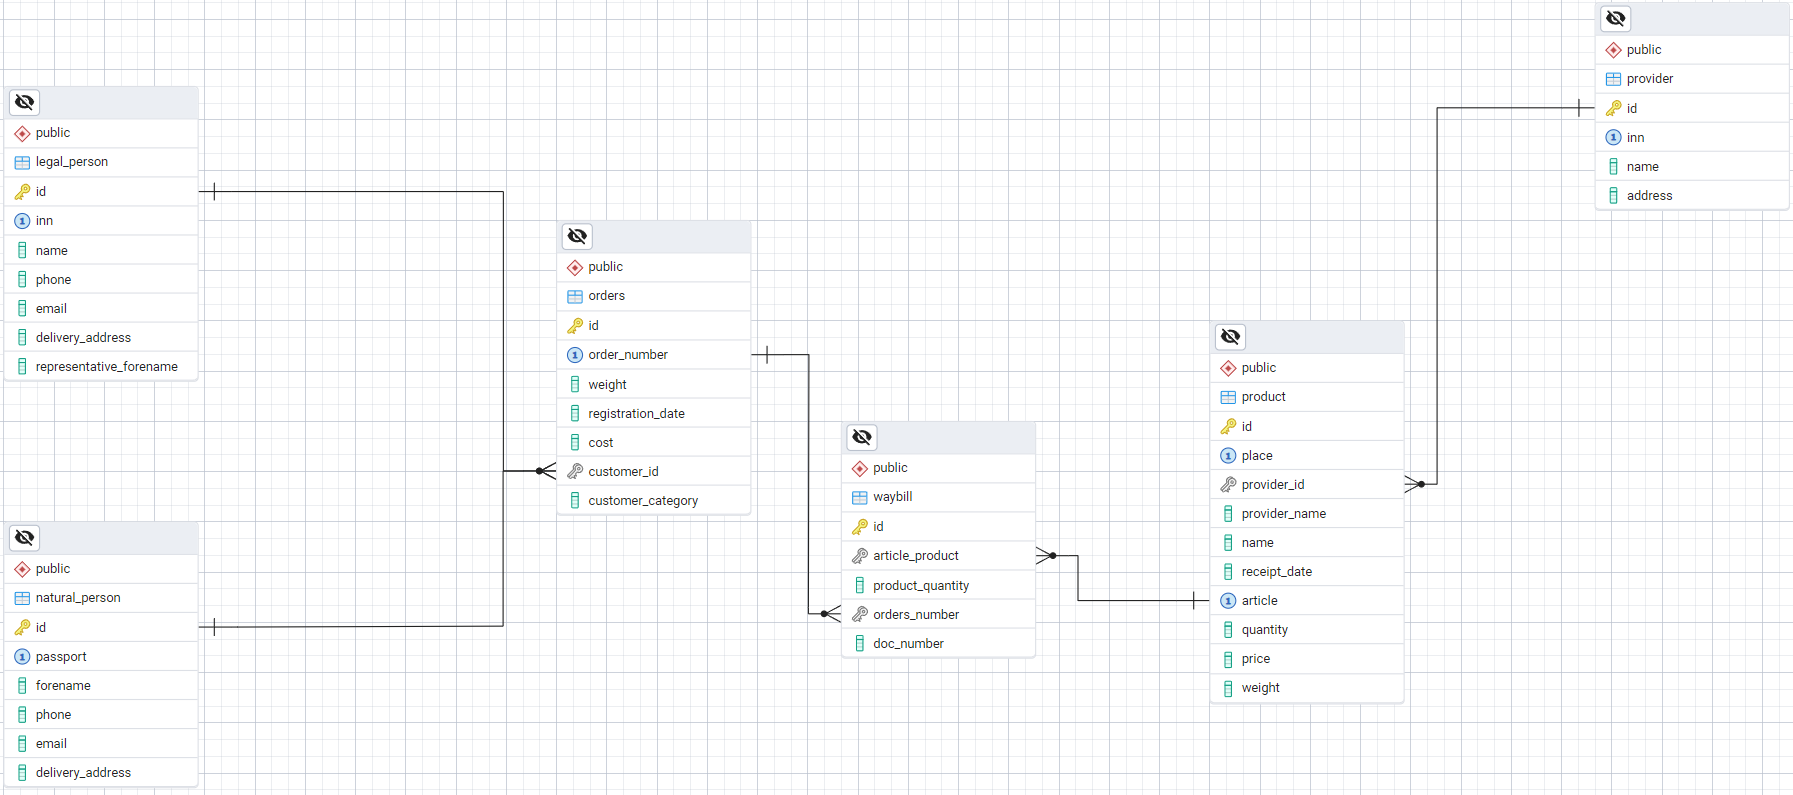 public
legal_person
id
inn
name
phone
email
delivery_address
representative_forename
public
natural_person
id
passport
forename
phone
email
delivery_address
public
orders
id
order_number
weight
registration_date
cost
customer_id
customer_category
public
waybill
id
article_product
product_quantity
orders_number
doc_number
public
product
id
place
provider_id
provider_name
name
receipt_date
article
quantity
price
weight
public
provider
id
inn
name
address